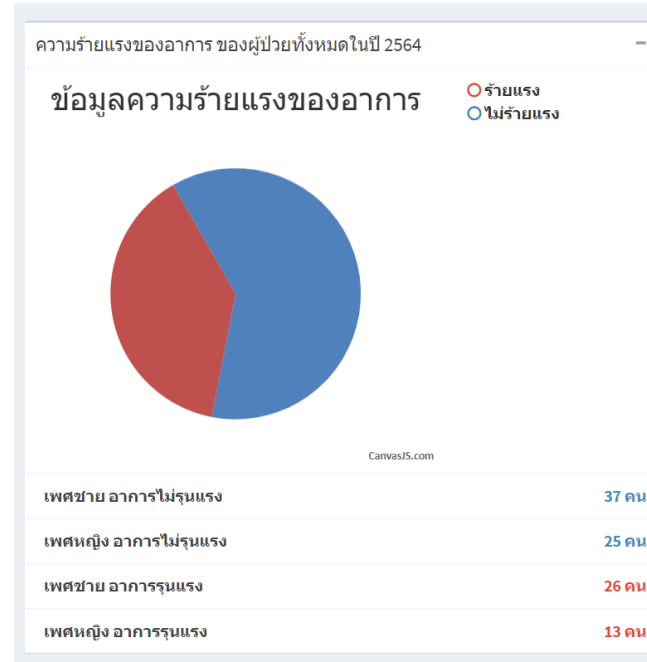 ความร้ายแรงของอาการ ของผู้ป่วยทั้งหมดในปี 2564
ข้อมูลความร้ายแรงของอาการ
ร้ายแรง
ไม่ร้ายแรง
CanvasJS.com
เพศชาย อาการไม่รุนแรง 37 คน
เพศหญิง อาการไม่รุนแรง 25 คน
เพศชาย อาการรุนแรง 26 คน
เพศหญิง อาการรุนแรง 13 คน